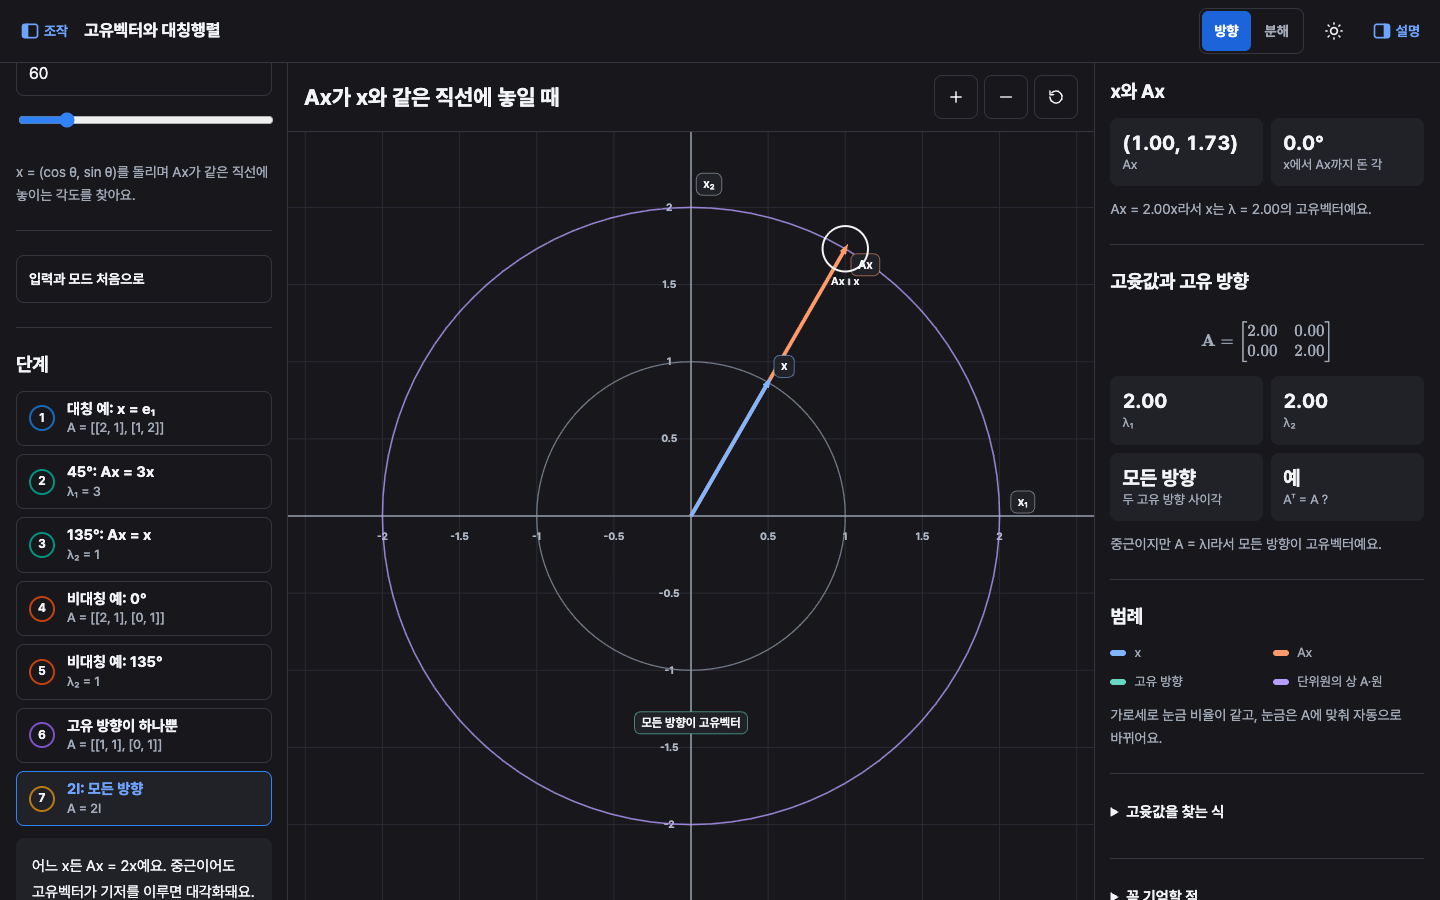 조작
고유벡터와 대칭행렬
방향
분해
설명
60
x = (cos θ, sin θ)를 돌리며 Ax가 같은 직선에
놓이는 각도를 찾아요.
입력과 모드 처음으로
단계
1
대칭 예: x = e₁
A = [[2, 1], [1, 2]]
2
45°: Ax = 3x
λ₁ = 3
3
135°: Ax = x
λ₂ = 1
4
비대칭 예: 0°
A = [[2, 1], [0, 1]]
5
비대칭 예: 135°
λ₂ = 1
6
고유 방향이 하나뿐
A = [[1, 1], [0, 1]]
7
2I: 모든 방향
A = 2I
어느 x든 Ax = 2x예요. 중근이어도
고유벡터가 기저를 이루면 대각화돼요.
Ax가 x와 같은 직선에 놓일 때
x₂
2
1.5
1
0.5
-0.5
-1
-1.5
-2
-2
-1.5
-1
-0.5
0.5
1
1.5
2
x₁
Ax
x
모든 방향이 고유벡터
x와 Ax
(1.00, 1.73)
Ax
0.0°
x에서 Ax까지 돈 각
Ax = 2.00x라서 x는 λ = 2.00의 고유벡터예요.
고윳값과 고유 방향
A = [2.00 0.00
0.00 2.00]
2.00
λ₁
2.00
λ₂
모든 방향
두 고유 방향 사이각
예
Aᵀ = A ?
중근이지만 A = λI라서 모든 방향이 고유벡터예요.
범례
x
Ax
고유 방향
단위원의 상 A·원
가로세로 눈금 비율이 같고, 눈금은 A에 맞춰 자동으로
바뀌어요.
고윳값을 찾는 식
꼭 기억할 점